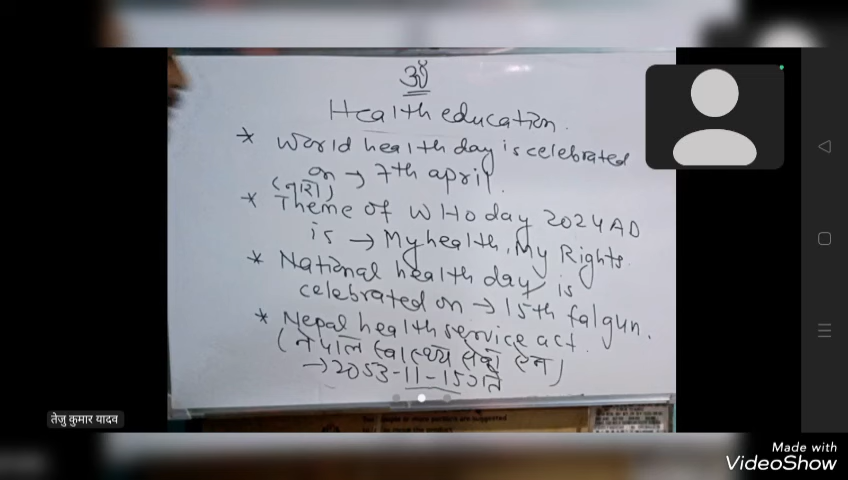 ॐ
Health education.
* World health day is celebrated
on → 7th april.
(नारा)
* Theme of WHO day 2024 AD
is → My health, My Rights.
* National health day is
celebrated on → 15th falgun.
* Nepal health service act.
(नेपाल स्वास्थ्य सेवा ऐन)
→ 2053-11-15 गते
तेजु कुमार यादव
Made with
VideoShow